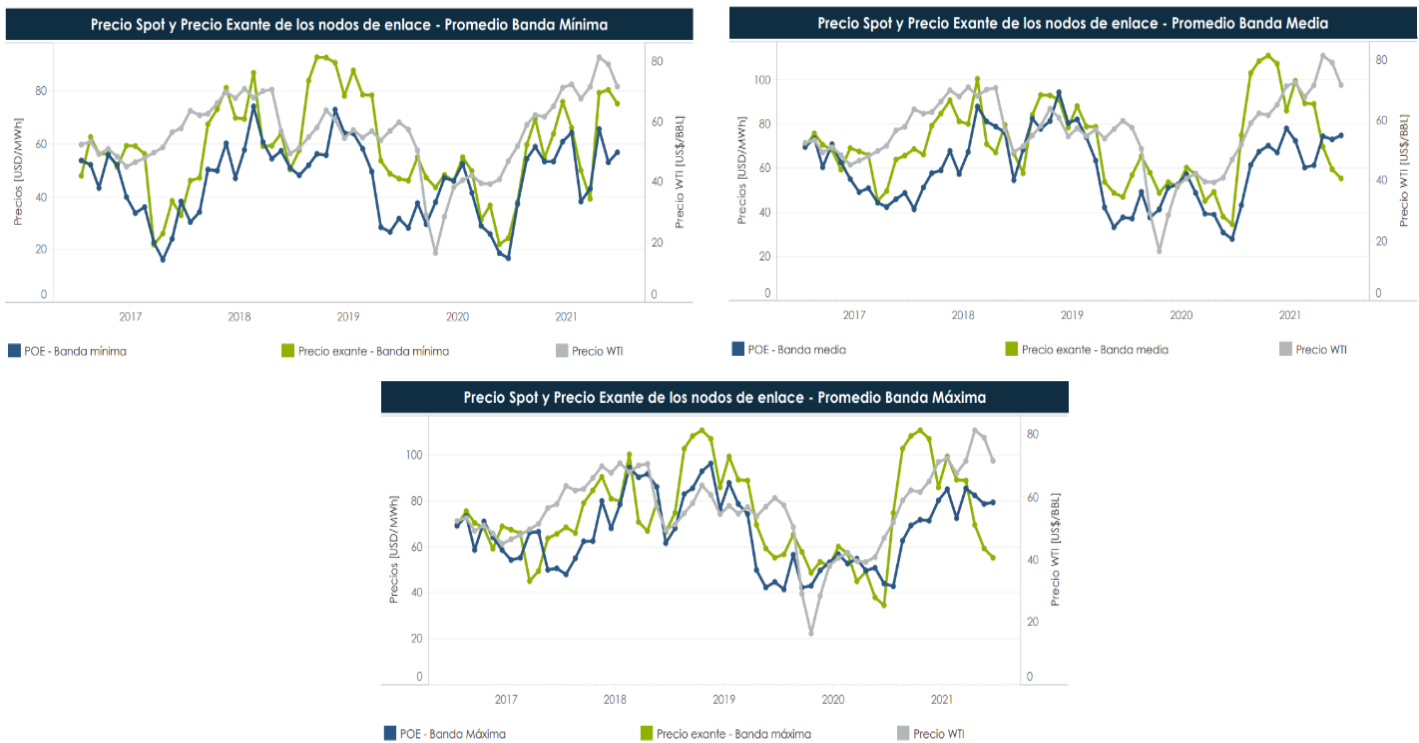 Precio Spot y Precio Exante de los nodos de enlace - Promedio Banda Mínima
Precios [USD/MWh]
80
60
40
20
0
80
60
40
20
0
Precio WTI [US$/BBL]
2017 2018 2019 2020 2021
POE - Banda mínima Precio exante - Banda mínima Precio WTI
Precio Spot y Precio Exante de los nodos de enlace - Promedio Banda Media
Precios [USD/MWh]
100
80
60
40
20
0
80
60
40
20
0
Precio WTI [US$/BBL]
2017 2018 2019 2020 2021
POE - Banda media Precio exante - Banda media Precio WTI
Precio Spot y Precio Exante de los nodos de enlace - Promedio Banda Máxima
Precios [USD/MWh]
100
80
60
40
20
0
80
60
40
20
0
Precio WTI [US$/BBL]
2017 2018 2019 2020 2021
POE - Banda Máxima Precio exante - Banda máxima Precio WTI